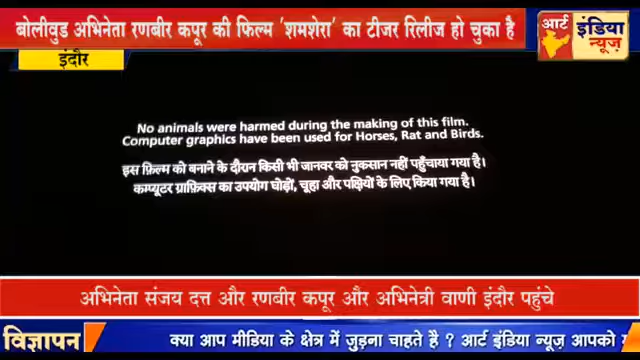 बोलीवुड अभिनेता रणबीर कपूर की फिल्म 'शमशेरा' का टीजर रिलीज हो चुका है
आर्ट
इंडिया
न्यूज़
इंदौर
No animals were harmed during the making of this film.
Computer graphics have been used for Horses, Rat and Birds.
इस फ़िल्म को बनाने के दौरान किसी भी जानवर को नुकसान नहीं पहुँचाया गया है।
कम्प्यूटर ग्राफ़िक्स का उपयोग घोड़ों, चूहा और पक्षियों के लिए किया गया है।
अभिनेता संजय दत्त और रणबीर कपूर और अभिनेत्री वाणी इंदौर पहुंचे
विज्ञापन
क्या आप मीडिया के क्षेत्र में जुड़ना चाहते है ? आर्ट इंडिया न्यूज़ आपको